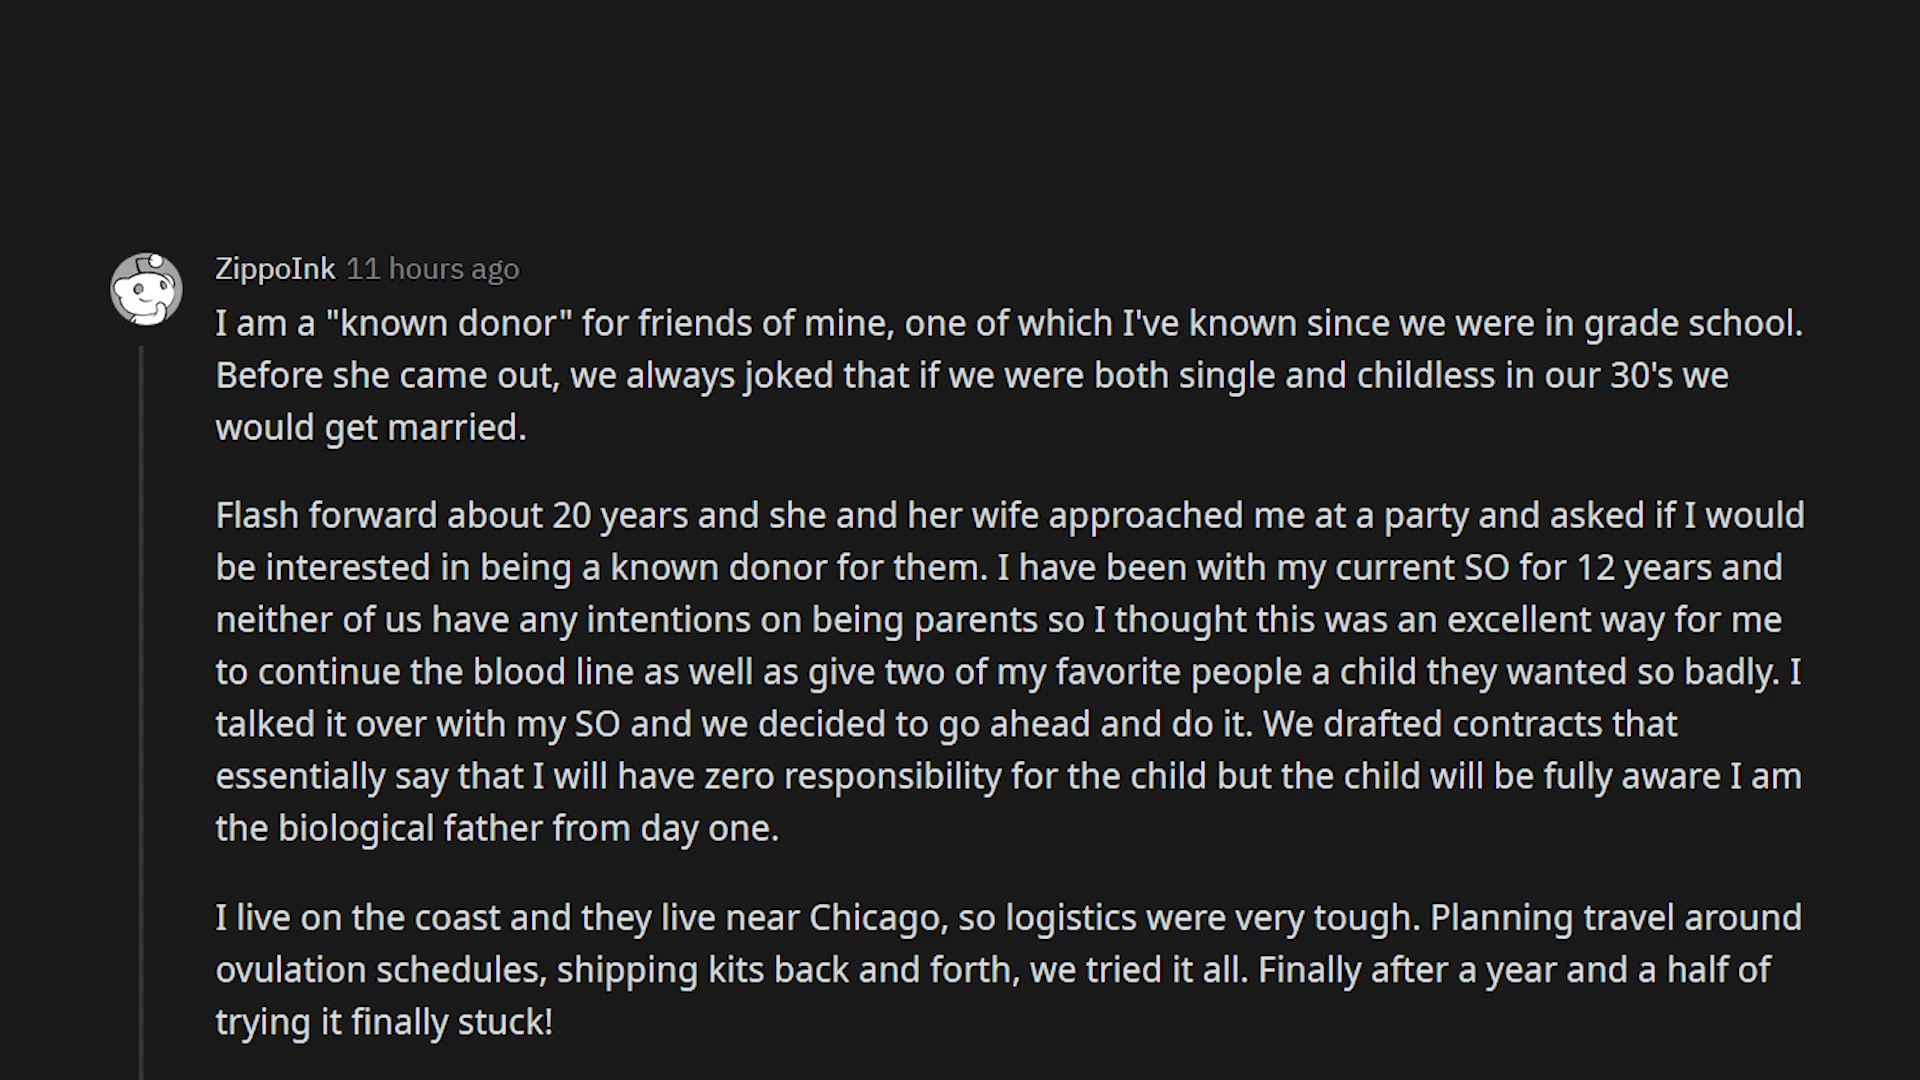 ZippoInk 11 hours ago
I am a "known donor" for friends of mine, one of which I've known since we were in grade school.
Before she came out, we always joked that if we were both single and childless in our 30's we
would get married.
Flash forward about 20 years and she and her wife approached me at a party and asked if I would
be interested in being a known donor for them. I have been with my current SO for 12 years and
neither of us have any intentions on being parents so I thought this was an excellent way for me
to continue the blood line as well as give two of my favorite people a child they wanted so badly. I
talked it over with my SO and we decided to go ahead and do it. We drafted contracts that
essentially say that I will have zero responsibility for the child but the child will be fully aware I am
the biological father from day one.
I live on the coast and they live near Chicago, so logistics were very tough. Planning travel around
ovulation schedules, shipping kits back and forth, we tried it all. Finally after a year and a half of
trying it finally stuck!